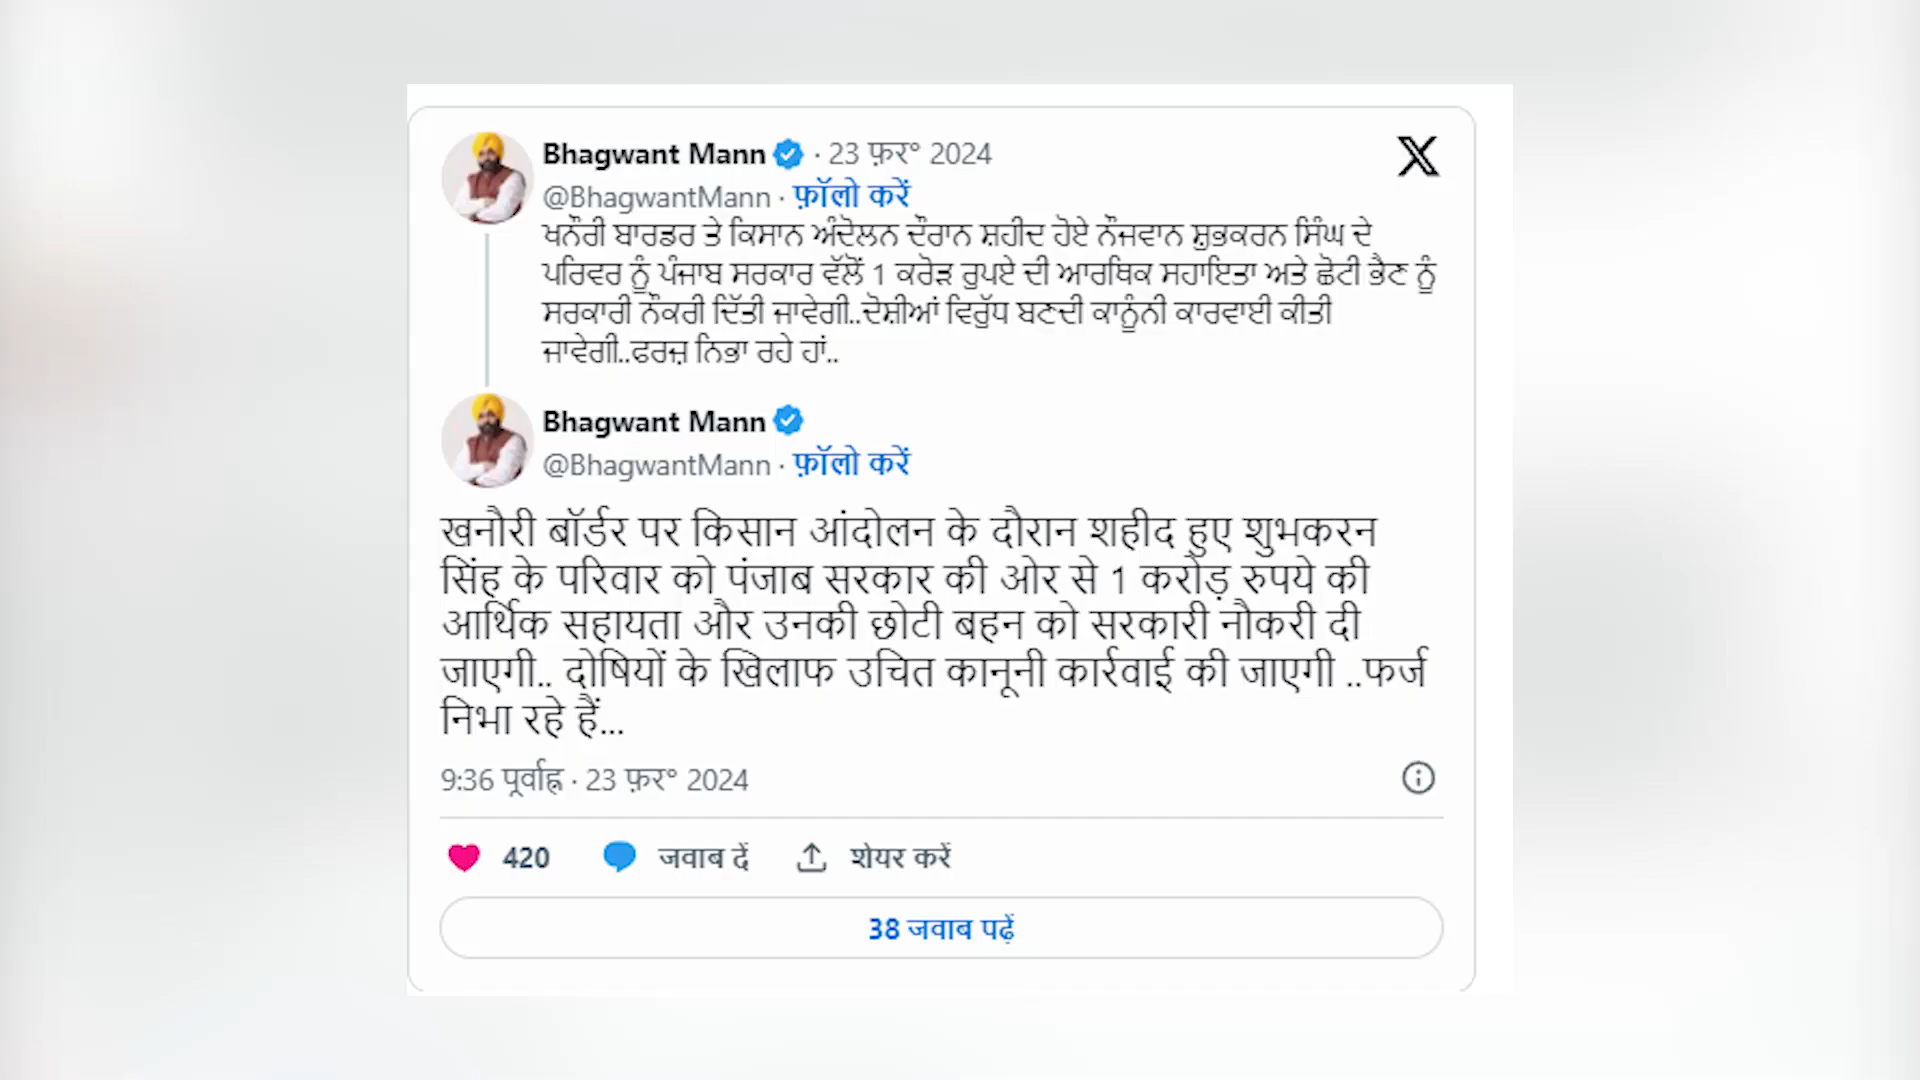 Bhagwant Mann · 23 फ़र॰ 2024
@BhagwantMann · फ़ॉलो करें
ਖਨੌਰੀ ਬਾਰਡਰ ਤੇ ਕਿਸਾਨ ਅੰਦੋਲਨ ਦੌਰਾਨ ਸ਼ਹੀਦ ਹੋਏ ਨੌਜਵਾਨ ਸ਼ੁਭਕਰਨ ਸਿੰਘ ਦੇ
ਪਰਿਵਰ ਨੂੰ ਪੰਜਾਬ ਸਰਕਾਰ ਵੱਲੋਂ 1 ਕਰੋੜ ਰੁਪਏ ਦੀ ਆਰਥਿਕ ਸਹਾਇਤਾ ਅਤੇ ਛੋਟੀ ਭੈਣ ਨੂੰ
ਸਰਕਾਰੀ ਨੌਕਰੀ ਦਿੱਤੀ ਜਾਵੇਗੀ..ਦੋਸ਼ੀਆਂ ਵਿਰੁੱਧ ਬਣਦੀ ਕਾਨੂੰਨੀ ਕਾਰਵਾਈ ਕੀਤੀ
ਜਾਵੇਗੀ..ਫਰਜ਼ ਨਿਭਾ ਰਹੇ ਹਾਂ..
Bhagwant Mann
@BhagwantMann · फ़ॉलो करें
खनौरी बॉर्डर पर किसान आंदोलन के दौरान शहीद हुए शुभकरन
सिंह के परिवार को पंजाब सरकार की ओर से 1 करोड़ रुपये की
आर्थिक सहायता और उनकी छोटी बहन को सरकारी नौकरी दी
जाएगी.. दोषियों के खिलाफ उचित कानूनी कार्रवाई की जाएगी ..फर्ज
निभा रहे हैं...
9:36 पूर्वाह्न · 23 फ़र॰ 2024
420 जवाब दें शेयर करें
38 जवाब पढ़ें